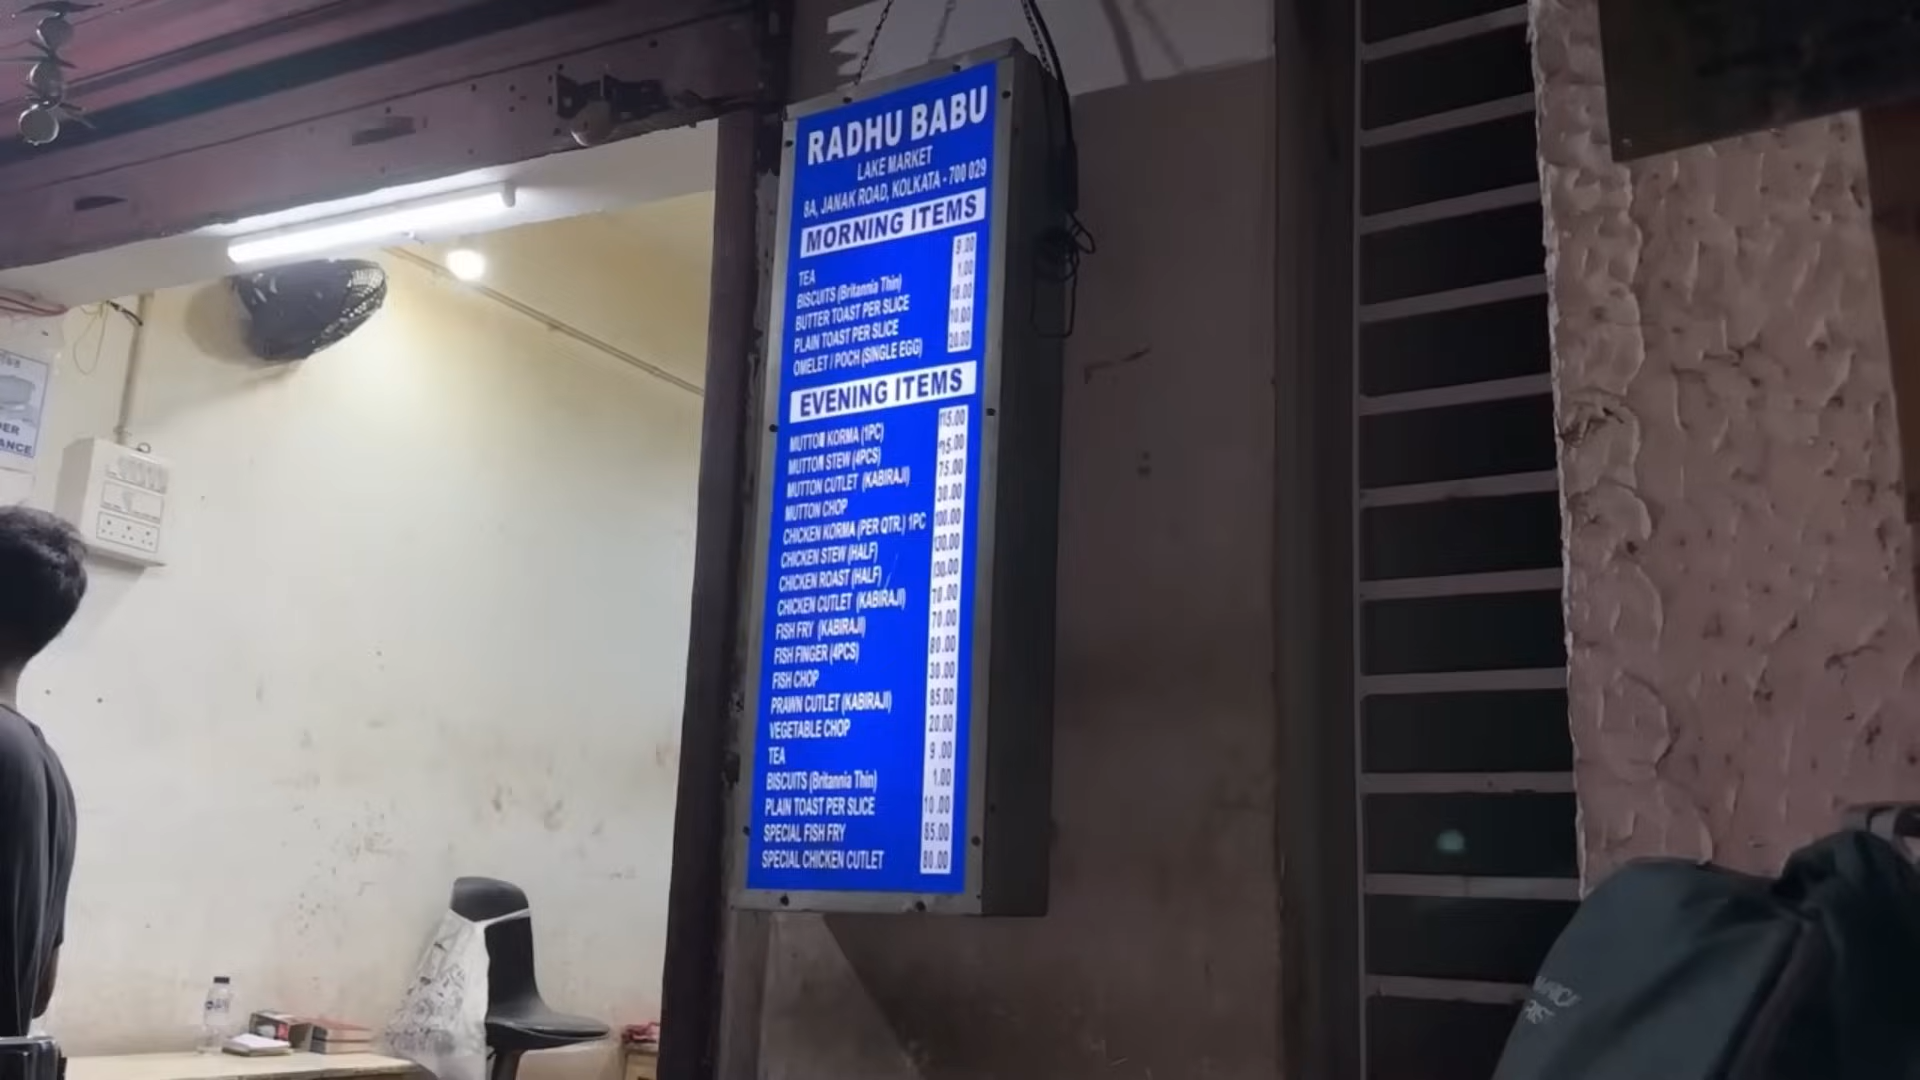 RADHU BABU
LAKE MARKET
8A, JANAK ROAD, KOLKATA - 700 029
MORNING ITEMS
TEA 9.00
BISCUITS (Britannia Thin) 1.00
BUTTER TOAST PER SLICE
PLAIN TOAST PER SLICE 10.00
OMELET / POCH (SINGLE EGG) 20.00
EVENING ITEMS
MUTTON KORMA (1PC) 115.00
MUTTON STEW (4PCS)
MUTTON CUTLET (KABIRAJI) 75.00
MUTTON CHOP 30.00
CHICKEN KORMA (PER QTR.) 1PC 100.00
CHICKEN STEW (HALF) 130.00
CHICKEN ROAST (HALF) 130.00
CHICKEN CUTLET (KABIRAJI) 70.00
FISH FRY (KABIRAJI) 70.00
FISH FINGER (4PCS) 80.00
FISH CHOP 30.00
PRAWN CUTLET (KABIRAJI) 85.00
VEGETABLE CHOP 20.00
TEA 9.00
BISCUITS (Britannia Thin) 1.00
PLAIN TOAST PER SLICE 10.00
SPECIAL FISH FRY 85.00
SPECIAL CHICKEN CUTLET 80.00